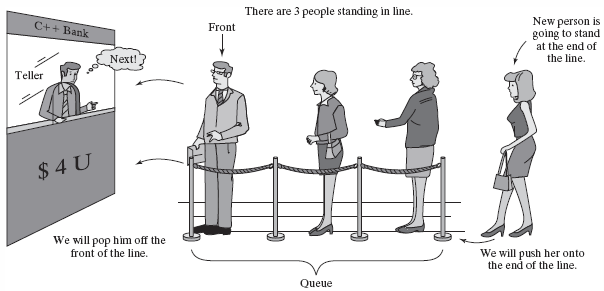 There are 3 people standing in line.
C++ Bank
Front
New person is
going to stand
at the end of
the line.
Next!
Teller
$ 4 U
We will pop him off the
front of the line.
We will push her onto
the end of the line.
Queue